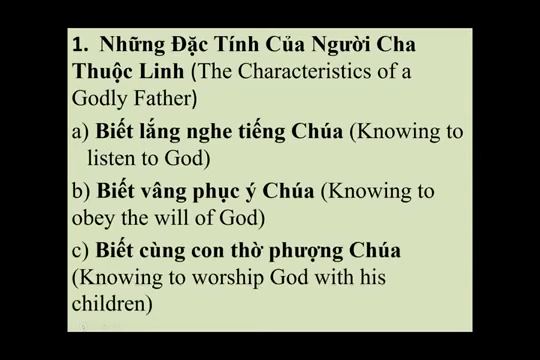 1. Những Đặc Tính Của Người Cha
Thuộc Linh (The Characteristics of a
Godly Father)
a) Biết lắng nghe tiếng Chúa (Knowing to
listen to God)
b) Biết vâng phục ý Chúa (Knowing to
obey the will of God)
c) Biết cùng con thờ phượng Chúa
(Knowing to worship God with his
children)